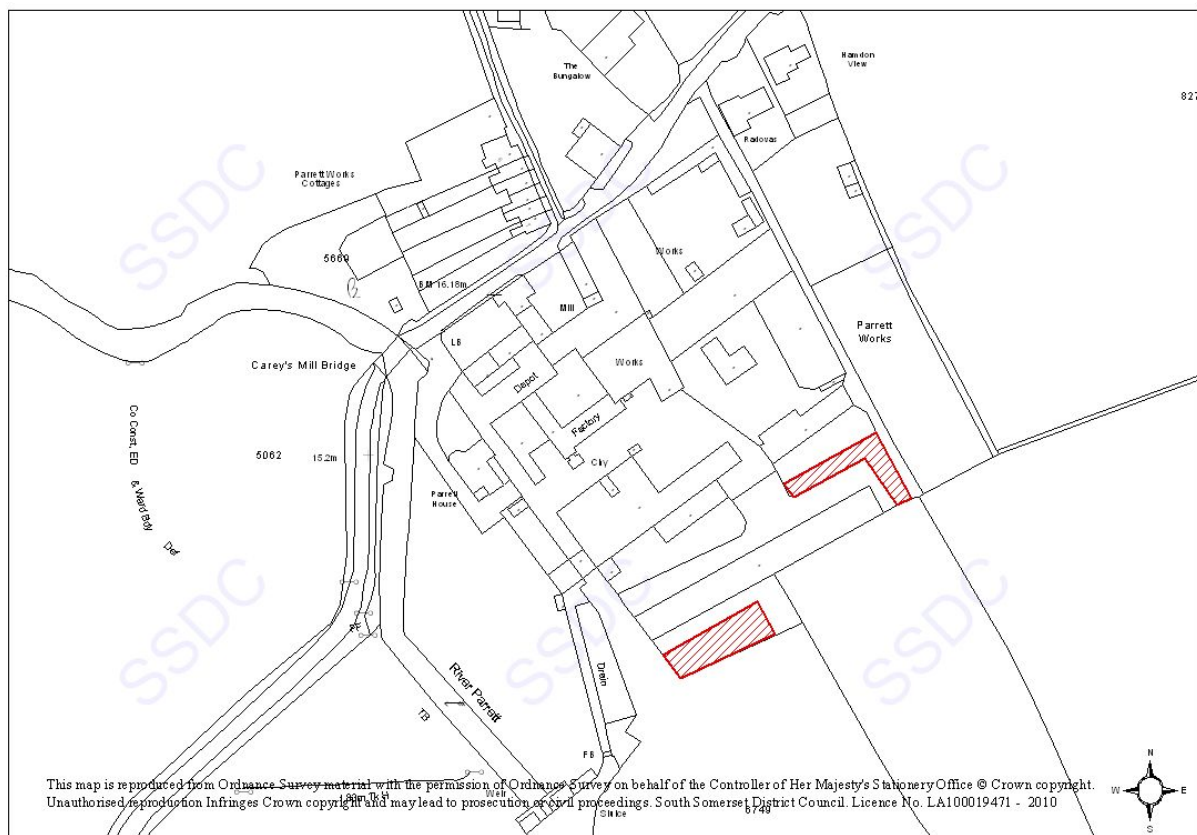 The
Bungalow
Hamdon
View
827
Radovas
Parrett Works
Cottages
SSDC
SSDC
SSDC
5669
BM 16.18m
Works
Mill
LB
Parrett
Works
Carey's Mill Bridge
Depot
Works
Factory
Co Const, ED & Ward Bdy
Def
5062
15.2m
Chy
Parrett
House
SSDC
SSDC
SSDC
River Parrett
Drain
TB
FB
Weir
Sluice
6749
N
W
E
S
This map is reproduced from Ordnance Survey material with the permission of Ordnance Survey on behalf of the Controller of Her Majesty's Stationery Office © Crown copyright.
Unauthorised reproduction Infringes Crown copyright and may lead to prosecution or civil proceedings. South Somerset District Council. Licence No. LA100019471 - 2010